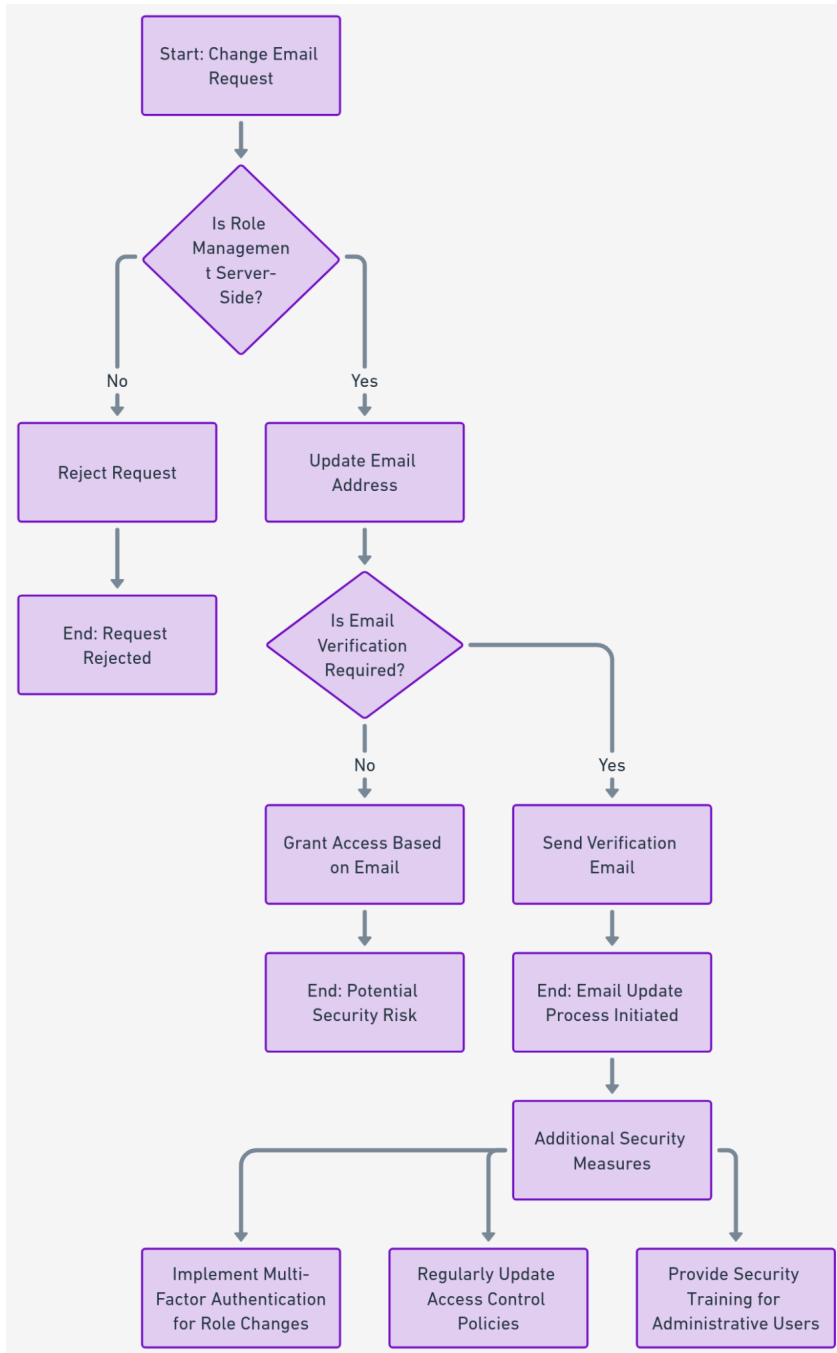 Start: Change Email
Request
Is Role
Managemen
t Server-
Side?
No
Yes
Reject Request
Update Email
Address
End: Request
Rejected
Is Email
Verification
Required?
No
Yes
Grant Access Based
on Email
Send Verification
Email
End: Potential
Security Risk
End: Email Update
Process Initiated
Additional Security
Measures
Implement Multi-
Factor Authentication
for Role Changes
Regularly Update
Access Control
Policies
Provide Security
Training for
Administrative Users